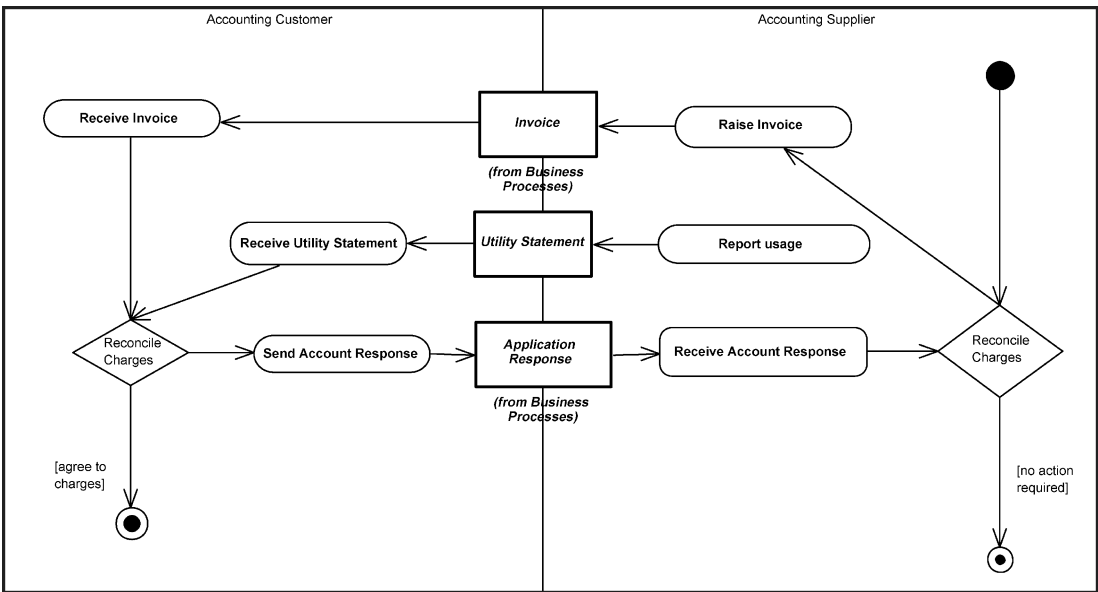 Accounting Customer
Accounting Supplier
Receive Invoice
Invoice
Raise Invoice
(from Business
Processes)
Receive Utility Statement
Utility Statement
Report usage
Reconcile
Charges
Send Account Response
Application
Response
Receive Account Response
Reconcile
Charges
(from Business
Processes)
[agree to
charges]
[no action
required]